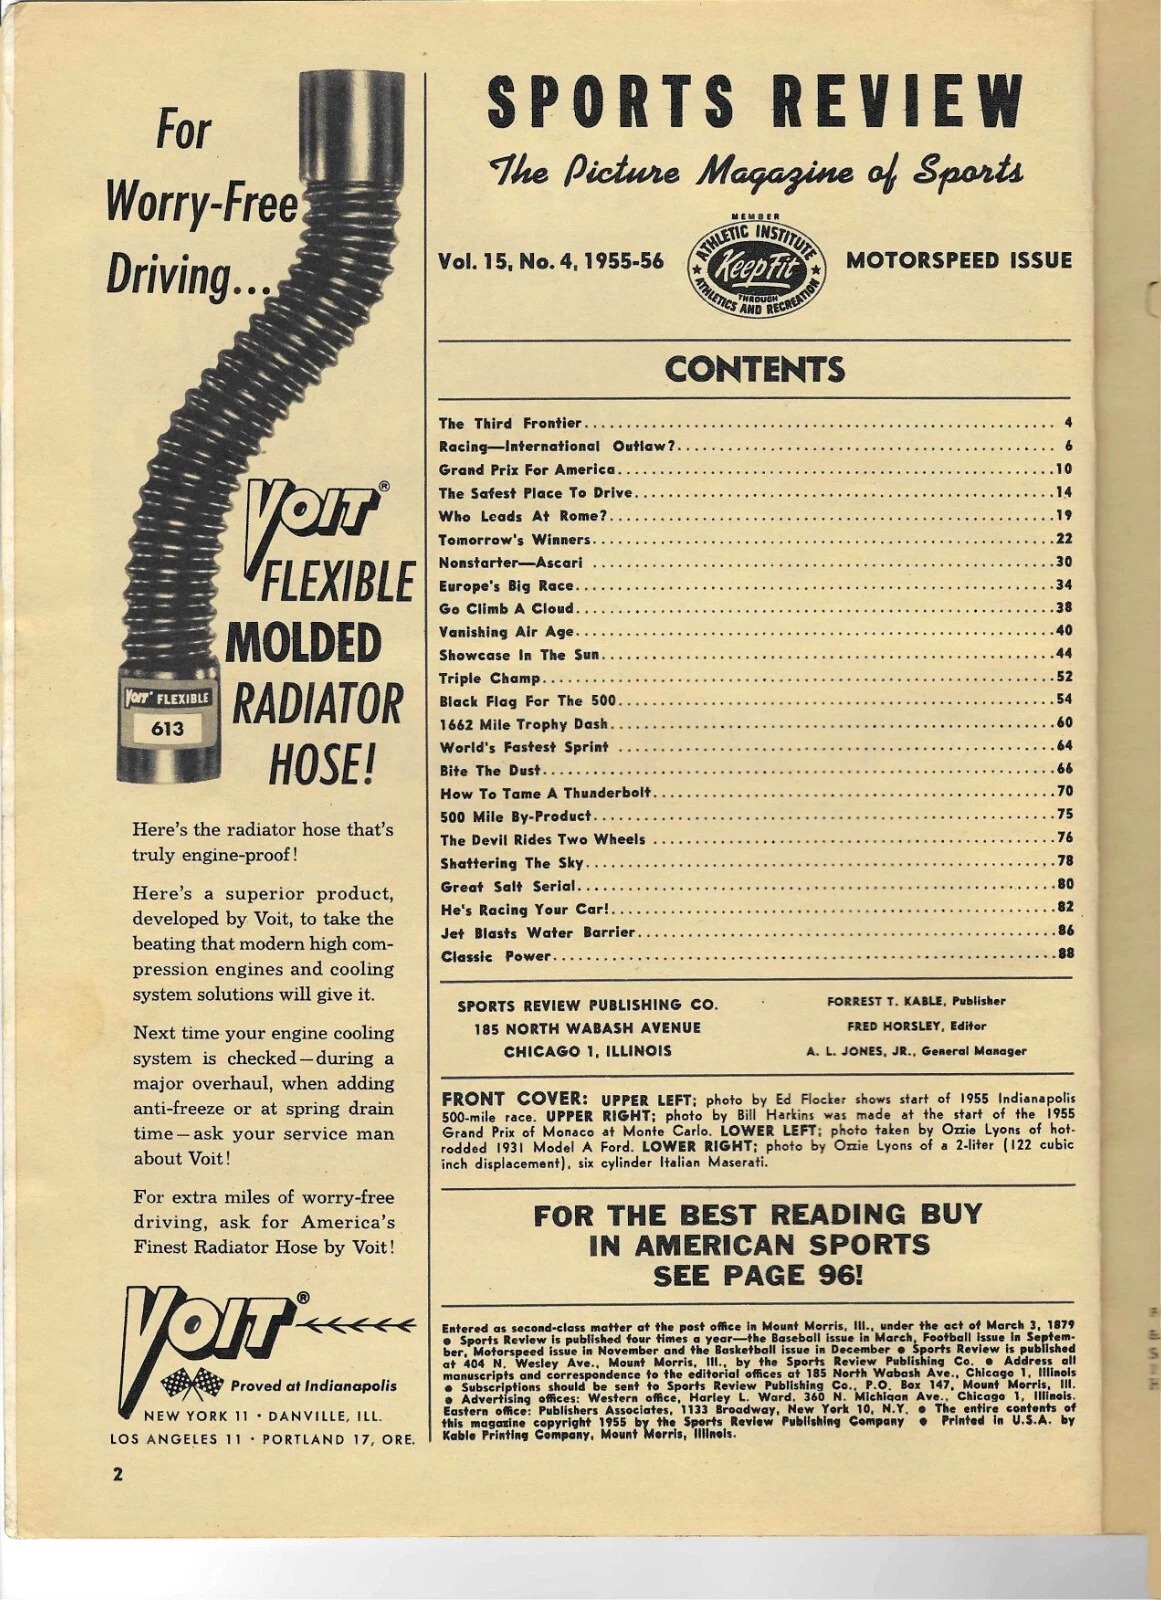 For
Worry-Free
Driving...
VOIT®
FLEXIBLE
MOLDED
RADIATOR
HOSE!
VOIT® FLEXIBLE
613
Here's the radiator hose that's
truly engine-proof!
Here's a superior product,
developed by Voit, to take the
beating that modern high com-
pression engines and cooling
system solutions will give it.
Next time your engine cooling
system is checked—during a
major overhaul, when adding
anti-freeze or at spring drain
time—ask your service man
about Voit!
For extra miles of worry-free
driving, ask for America's
Finest Radiator Hose by Voit!
VOIT®
Proved at Indianapolis
NEW YORK 11 • DANVILLE, ILL.
LOS ANGELES 11 • PORTLAND 17, ORE.
2
SPORTS REVIEW
The Picture Magazine of Sports
Vol. 15, No. 4, 1955-56
MEMBER
ATHLETIC INSTITUTE
Keep Fit
THROUGH
ATHLETICS AND RECREATION
MOTORSPEED ISSUE
CONTENTS
The Third Frontier 4
Racing—International Outlaw? 6
Grand Prix For America 10
The Safest Place To Drive 14
Who Leads At Rome? 19
Tomorrow's Winners 22
Nonstarter—Ascari 30
Europe's Big Race 34
Go Climb A Cloud 38
Vanishing Air Age 40
Showcase In The Sun 44
Triple Champ 52
Black Flag For The 500 54
1662 Mile Trophy Dash 60
World's Fastest Sprint 64
Bite The Dust 66
How To Tame A Thunderbolt 70
500 Mile By-Product 75
The Devil Rides Two Wheels 76
Shattering The Sky 78
Great Salt Serial 80
He's Racing Your Car! 82
Jet Blasts Water Barrier 86
Classic Power 88
SPORTS REVIEW PUBLISHING CO.
185 NORTH WABASH AVENUE
CHICAGO 1, ILLINOIS
FORREST T. KABLE, Publisher
FRED HORSLEY, Editor
A. L. JONES, JR., General Manager
FRONT COVER: UPPER LEFT; photo by Ed Flocker shows start of 1955 Indianapolis
500-mile race. UPPER RIGHT; photo by Bill Harkins was made at the start of the 1955
Grand Prix of Monaco at Monte Carlo. LOWER LEFT; photo taken by Ozzie Lyons of hot-
rodded 1931 Model A Ford. LOWER RIGHT; photo by Ozzie Lyons of a 2-liter (122 cubic
inch displacement), six cylinder Italian Maserati.
FOR THE BEST READING BUY
IN AMERICAN SPORTS
SEE PAGE 96!
Entered as second-class matter at the post office in Mount Morris, Ill., under the act of March 3, 1879
● Sports Review is published four times a year—the Baseball issue in March, Football issue in Septem-
ber, Motorspeed issue in November and the Basketball issue in December ● Sports Review is published
at 404 N. Wesley Ave., Mount Morris, Ill., by the Sports Review Publishing Co. ● Address all
manuscripts and correspondence to the editorial offices at 185 North Wabash Ave., Chicago 1, Illinois
● Subscriptions should be sent to Sports Review Publishing Co., P.O. Box 147, Mount Morris, Ill.
● Advertising offices: Western office, Harley L. Ward, 360 N. Michigan Ave., Chicago 1, Illinois.
Eastern office: Publishers Associates, 1133 Broadway, New York 10, N.Y. ● The entire contents of
this magazine copyright 1955 by the Sports Review Publishing Company ● Printed in U.S.A. by
Kable Printing Company, Mount Morris, Illinois.